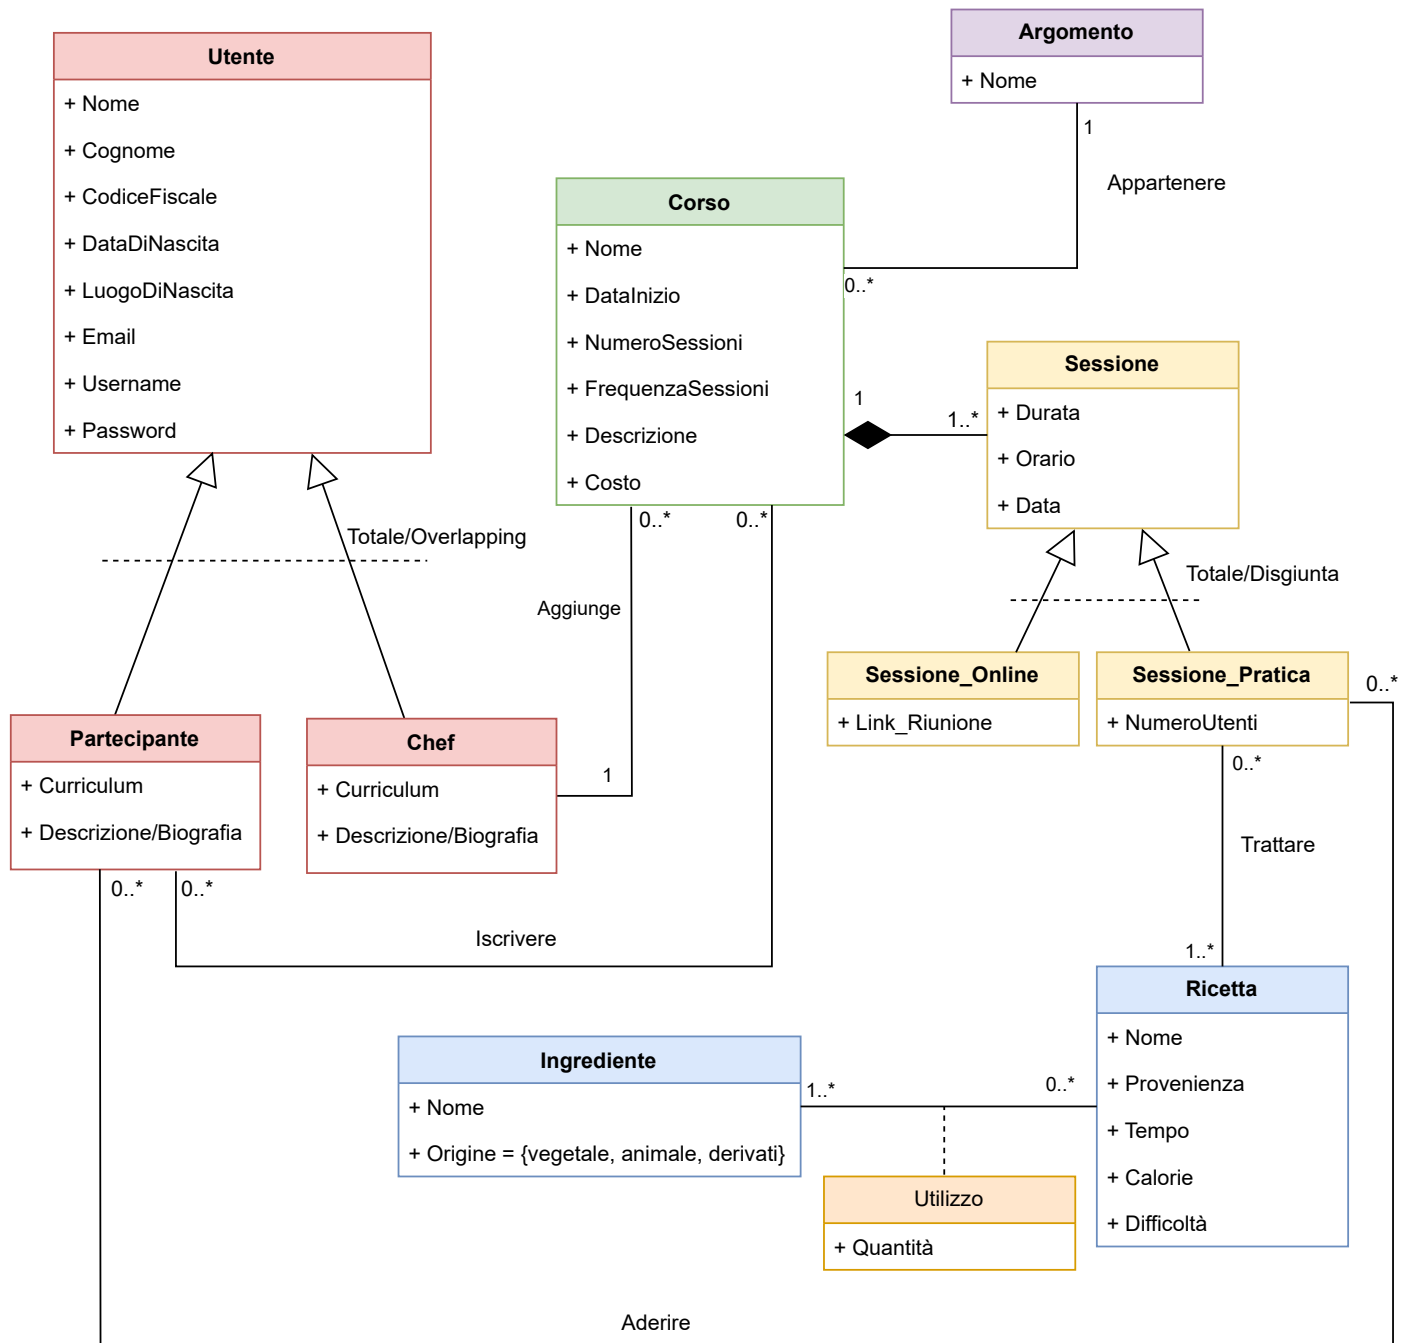 Utente
+ Nome
+ Cognome
+ CodiceFiscale
+ DataDiNascita
+ LuogoDiNascita
+ Email
+ Username
+ Password
Argomento
+ Nome
1
Appartenere
0..*
Corso
+ Nome
+ DataInizio
+ NumeroSessioni
+ FrequenzaSessioni
+ Descrizione
+ Costo
1
1..*
Sessione
+ Durata
+ Orario
+ Data
Totale/Overlapping
0..*
0..*
Aggiunge
Totale/Disgiunta
Sessione_Online
+ Link_Riunione
Sessione_Pratica
+ NumeroUtenti
0..*
Partecipante
+ Curriculum
+ Descrizione/Biografia
Chef
+ Curriculum
+ Descrizione/Biografia
1
0..*
0..*
Iscrivere
0..*
Trattare
1..*
Ricetta
+ Nome
+ Provenienza
+ Tempo
+ Calorie
+ Difficoltà
Ingrediente
+ Nome
+ Origine = {vegetale, animale, derivati}
1..*
0..*
Utilizzo
+ Quantità
Aderire